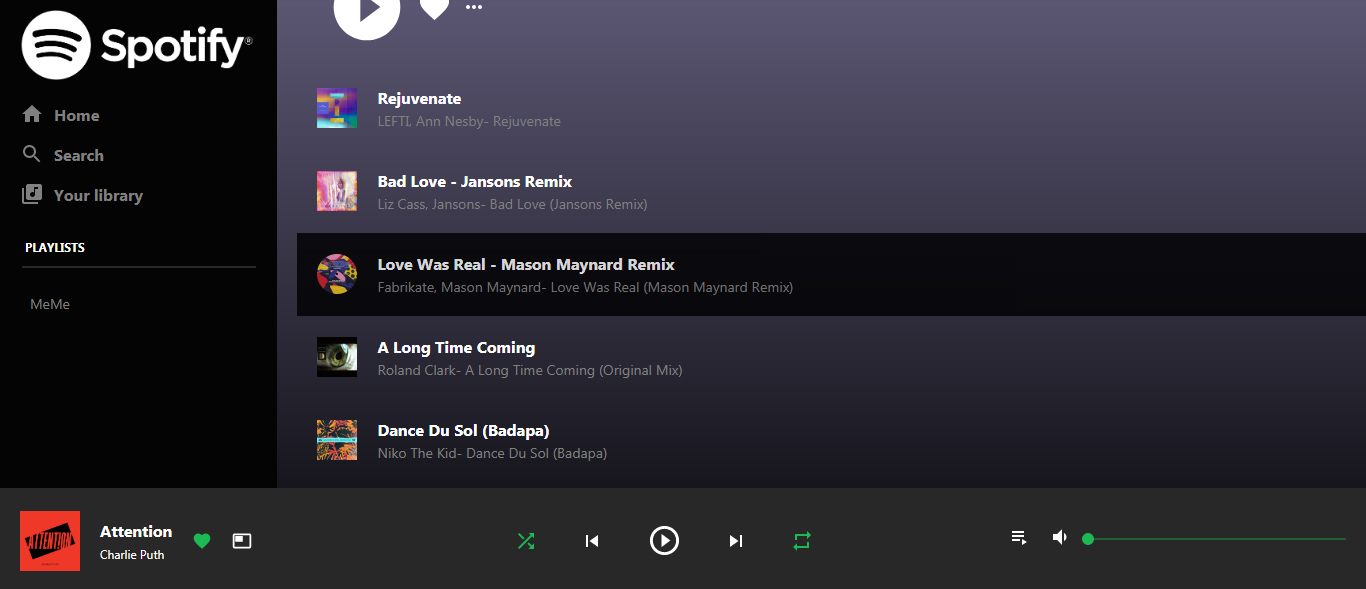 Spotify®
Home
Search
Your library
PLAYLISTS
MeMe
Rejuvenate
LEFTI, Ann Nesby- Rejuvenate
Bad Love - Jansons Remix
Liz Cass, Jansons- Bad Love (Jansons Remix)
Love Was Real - Mason Maynard Remix
Fabrikate, Mason Maynard- Love Was Real (Mason Maynard Remix)
A Long Time Coming
Roland Clark- A Long Time Coming (Original Mix)
Dance Du Sol (Badapa)
Niko The Kid- Dance Du Sol (Badapa)
ATTENTION
Attention
Charlie Puth